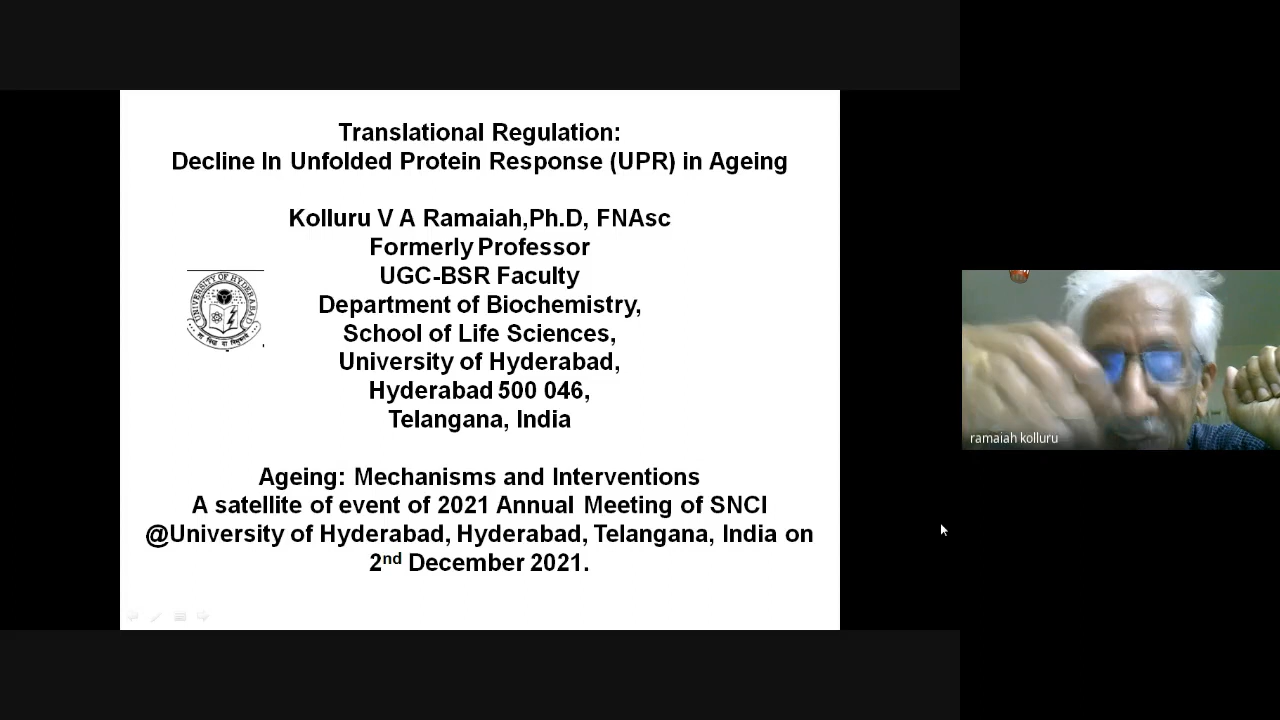 Translational Regulation:
Decline In Unfolded Protein Response (UPR) in Ageing
Kolluru V A Ramaiah,Ph.D, FNAsc
Formerly Professor
UGC-BSR Faculty
Department of Biochemistry,
School of Life Sciences,
University of Hyderabad,
Hyderabad 500 046,
Telangana, India
Ageing: Mechanisms and Interventions
A satellite of event of 2021 Annual Meeting of SNCI
@University of Hyderabad, Hyderabad, Telangana, India on
2nd December 2021.
UNIVERSITY OF HYDERABAD
ramaiah kolluru